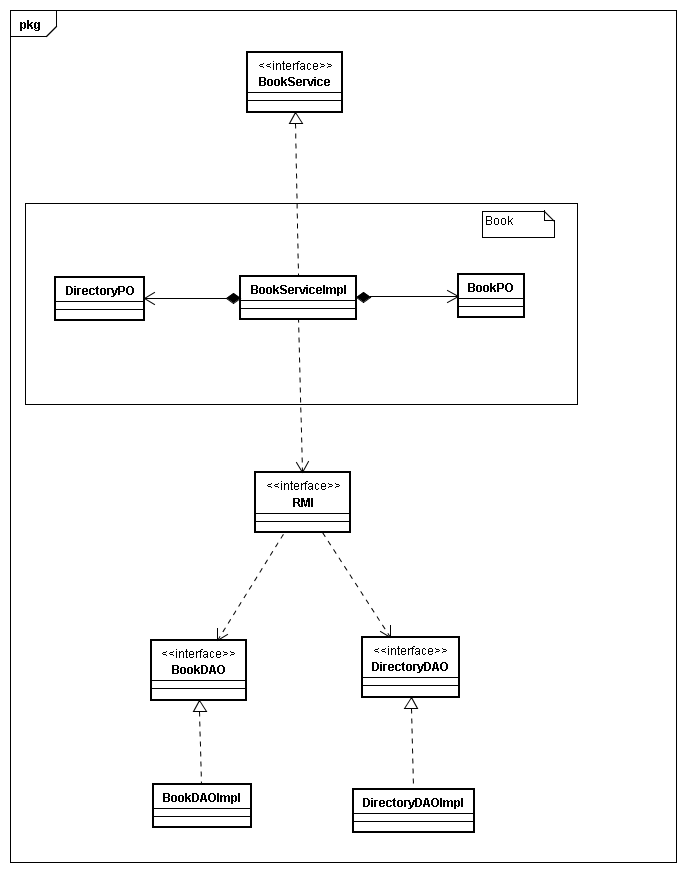 pkg
<<interface>>
BookService
Book
DirectoryPO
BookServiceImpl
BookPO
<<interface>>
RMI
<<interface>>
BookDAO
<<interface>>
DirectoryDAO
BookDAOImpl
DirectoryDAOImpl